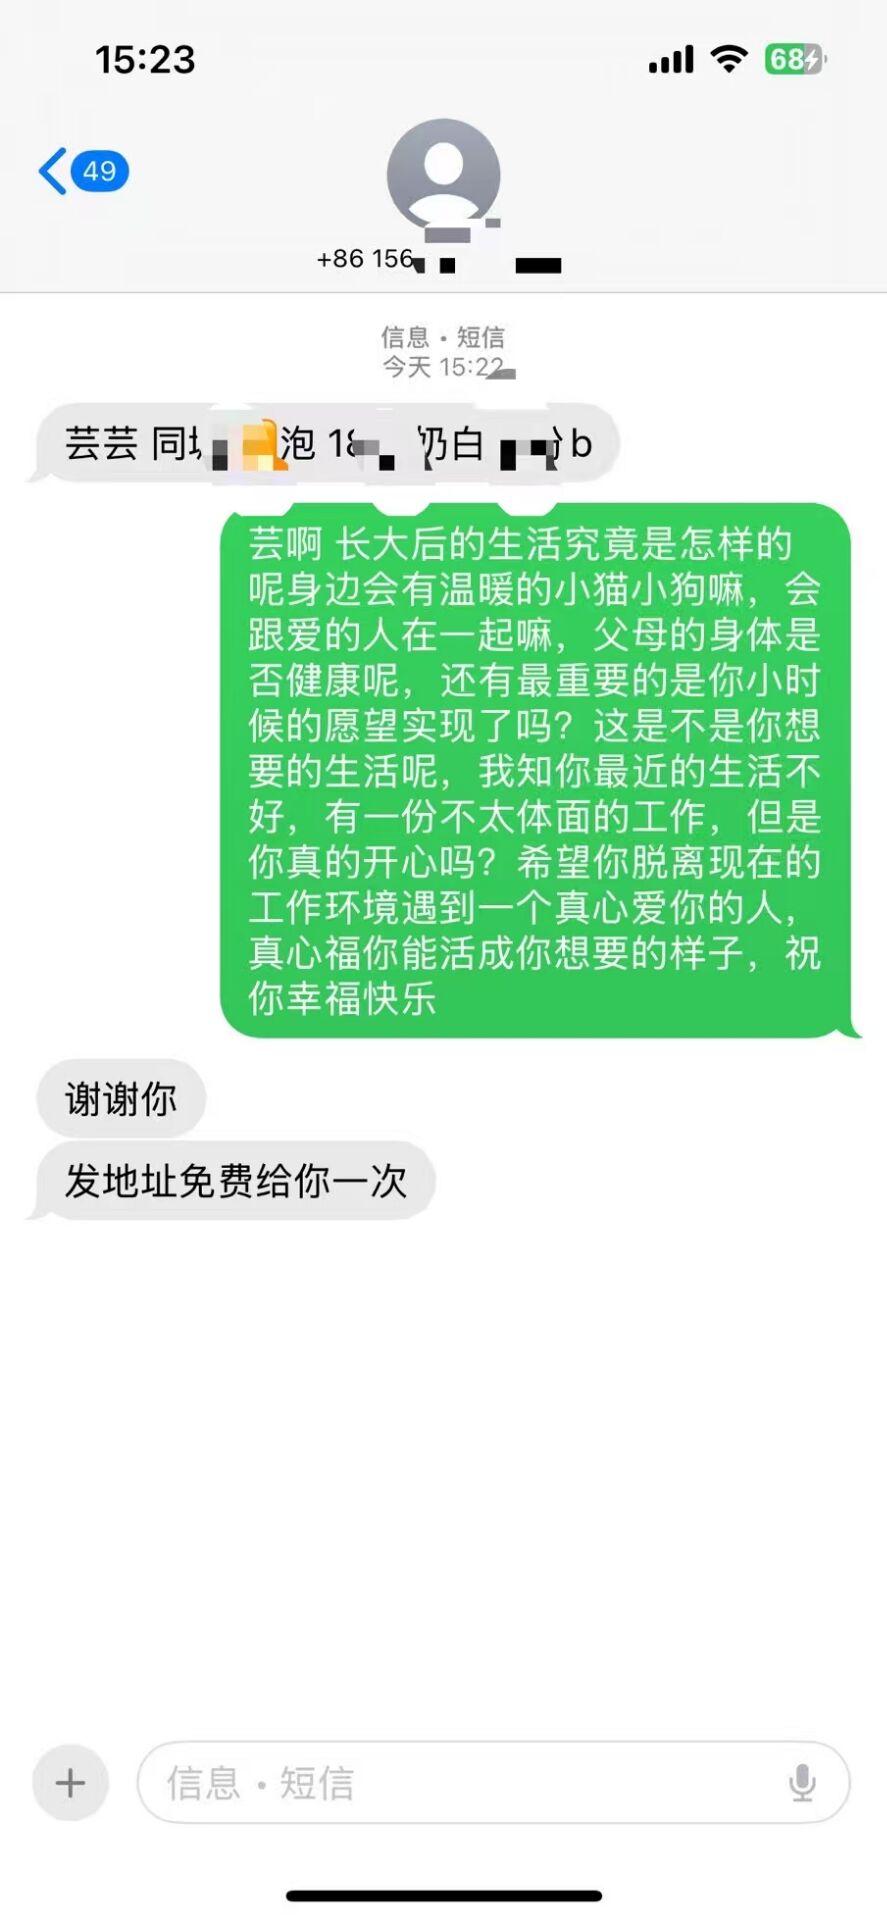 15:23
68
49
+86 156
信息・短信
今天 15:22
芸芸 同 泡 18 奶白 b
芸啊 长大后的生活究竟是怎样的
呢身边会有温暖的小猫小狗嘛，会
跟爱的人在一起嘛，父母的身体是
否健康呢，还有最重要的是你小时
候的愿望实现了吗？这是不是你想
要的生活呢，我知你最近的生活不
好，有一份不太体面的工作，但是
你真的开心吗？希望你脱离现在的
工作环境遇到一个真心爱你的人，
真心福你能活成你想要的样子，祝
你幸福快乐
谢谢你
发地址免费给你一次
信息・短信